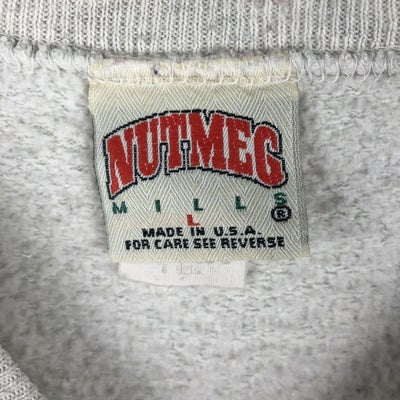 NUTMEG
MILLS
L ®
MADE IN U.S.A.
FOR CARE SEE REVERSE